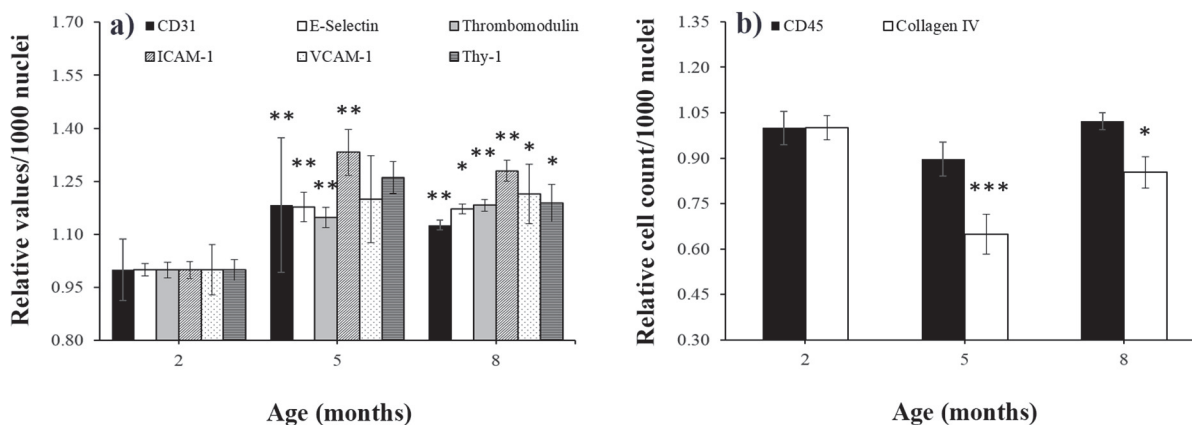 a)
CD31 E-Selectin Thrombomodulin
ICAM-1 VCAM-1 Thy-1
Relative values/1000 nuclei
1.70
1.55
1.40
1.25
1.10
0.95
0.80
** ** ** ** ** * ** ** * *
2 5 8
Age (months)
b)
CD45 Collagen IV
Relative cell count/1000 nuclei
1.35
1.20
1.05
0.90
0.75
0.60
0.45
0.30
*** *
2 5 8
Age (months)